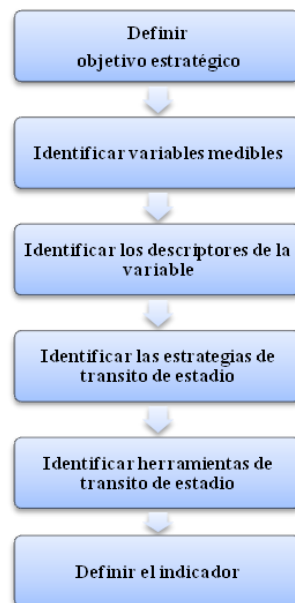 Definir
objetivo estratégico
Identificar variables medibles
Identificar los descriptores de la
variable
Identificar las estrategias de
transito de estadio
Identificar herramientas de
transito de estadio
Definir el indicador